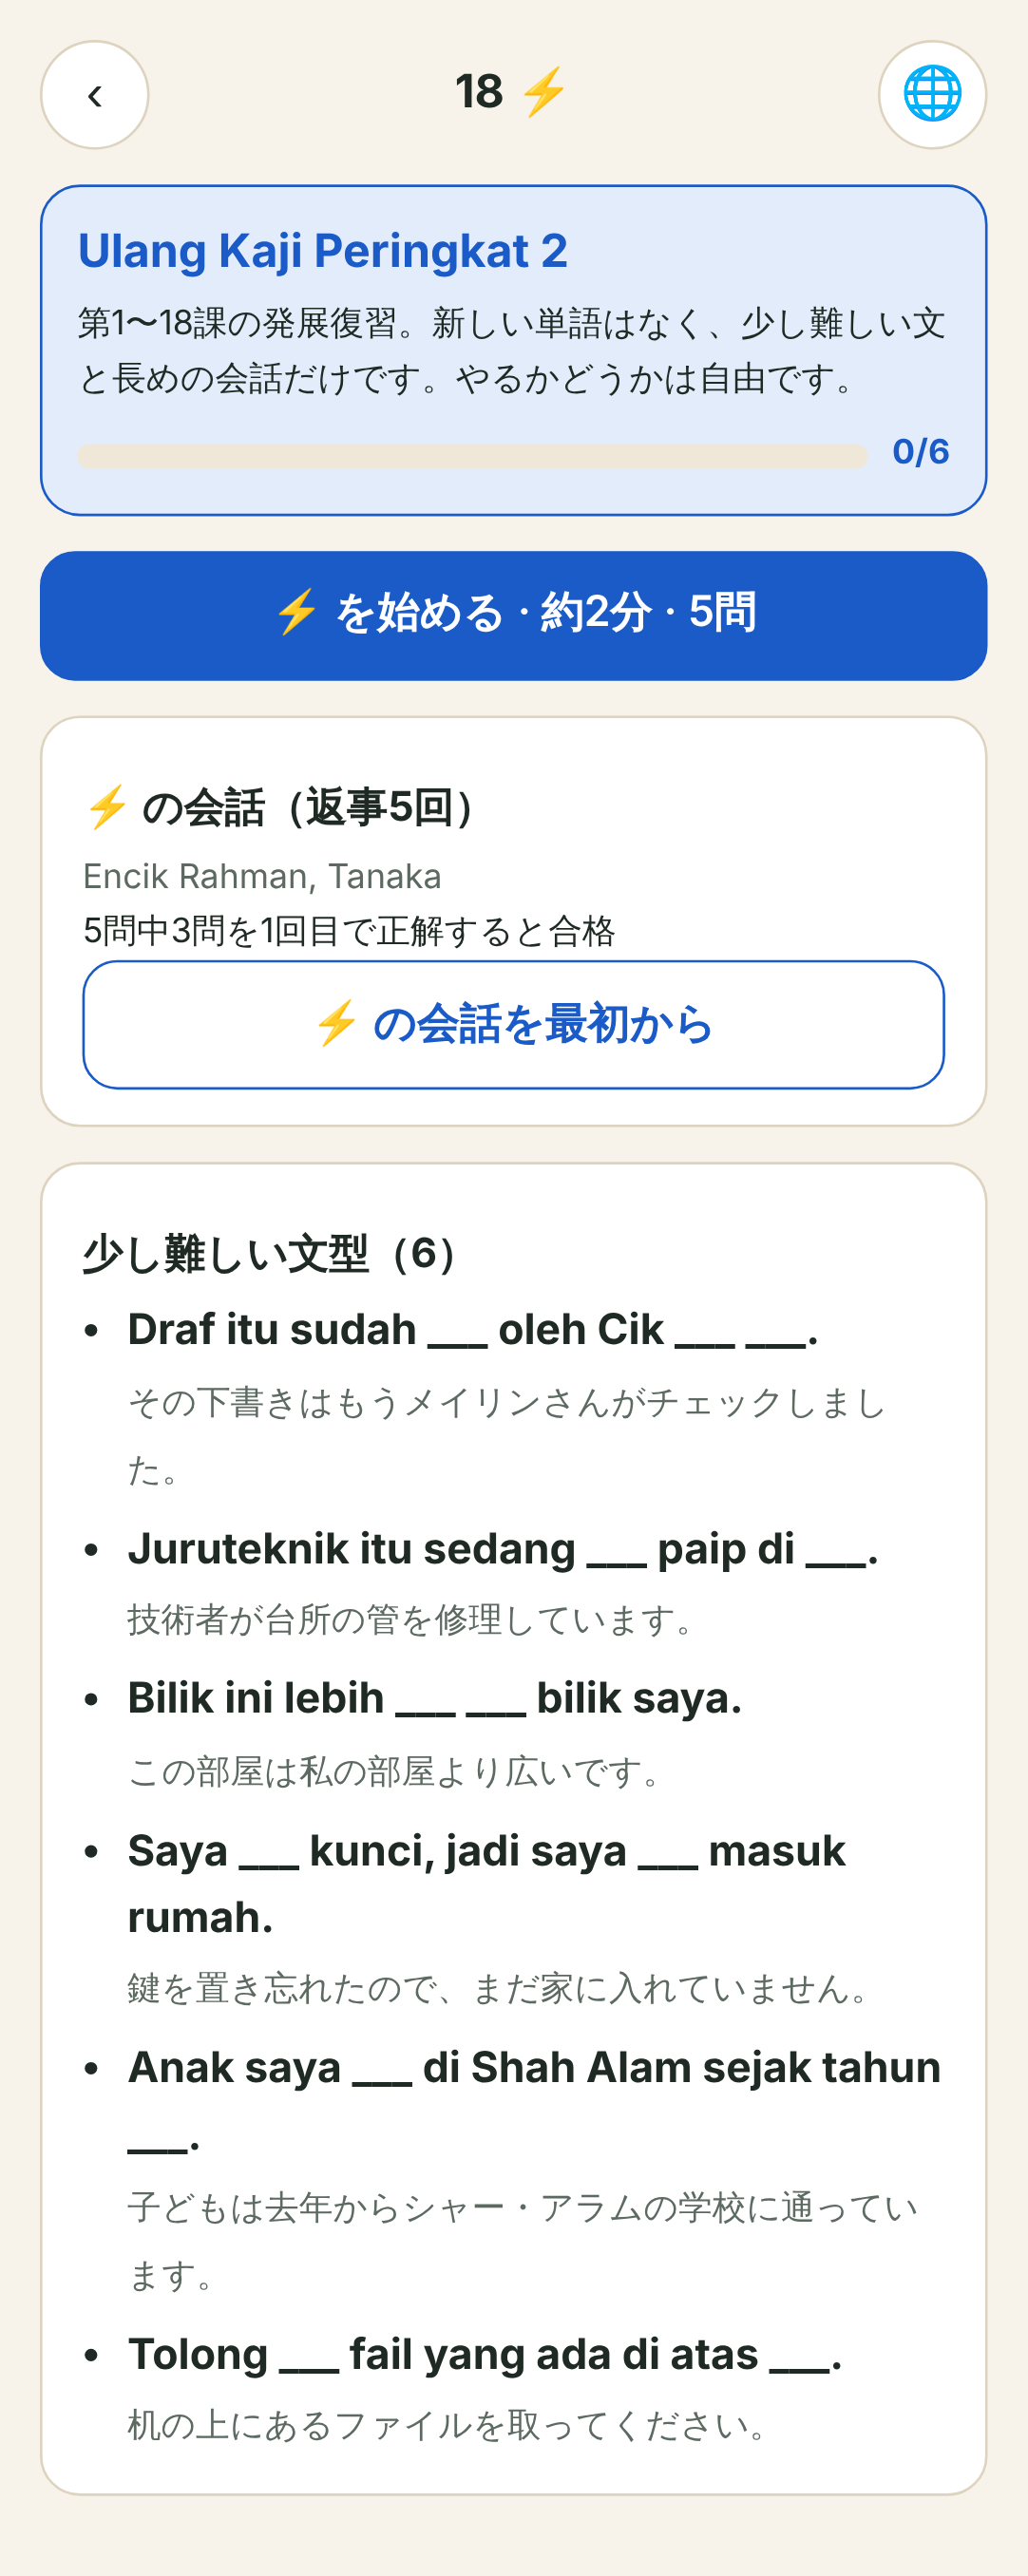 ‹
18 ⚡
🌐
Ulang Kaji Peringkat 2
第1〜18課の発展復習。新しい単語はなく、少し難しい文
と長めの会話だけです。やるかどうかは自由です。
0/6
⚡ を始める · 約2分 · 5問
⚡ の会話（返事5回）
Encik Rahman, Tanaka
5問中3問を1回目で正解すると合格
⚡ の会話を最初から
少し難しい文型（6）
• Draf itu sudah ___ oleh Cik ___ ___.
その下書きはもうメイリンさんがチェックしまし
た。
• Juruteknik itu sedang ___ paip di ___.
技術者が台所の管を修理しています。
• Bilik ini lebih ___ ___ bilik saya.
この部屋は私の部屋より広いです。
• Saya ___ kunci, jadi saya ___ masuk
rumah.
鍵を置き忘れたので、まだ家に入れていません。
• Anak saya ___ di Shah Alam sejak tahun
___.
子どもは去年からシャー・アラムの学校に通ってい
ます。
• Tolong ___ fail yang ada di atas ___.
机の上にあるファイルを取ってください。